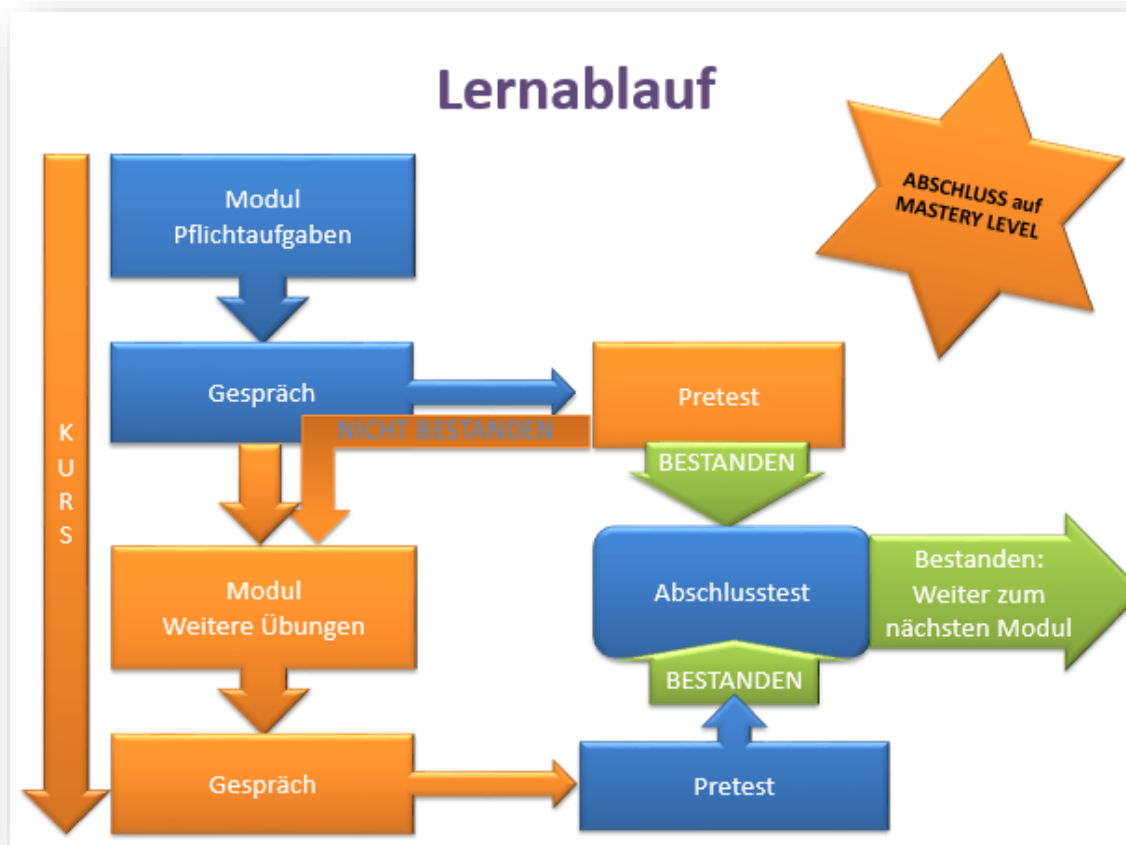 Lernablauf
ABSCHLUSS auf
MASTERY LEVEL
Modul
Pflichtaufgaben
Gespräch
Pretest
NICHT BESTANDEN
BESTANDEN
K
U
R
S
Modul
Weitere Übungen
Abschlusstest
Bestanden:
Weiter zum
nächsten Modul
BESTANDEN
Gespräch
Pretest